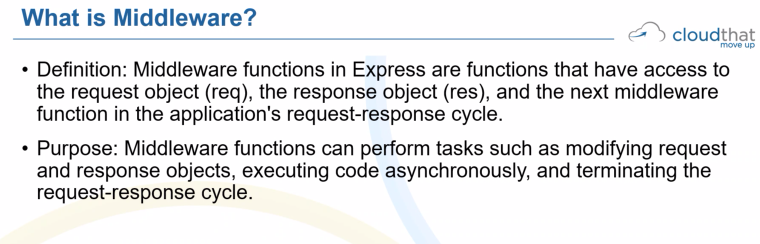 What is Middleware?
cloudthat
move up
• Definition: Middleware functions in Express are functions that have access to
the request object (req), the response object (res), and the next middleware
function in the application's request-response cycle.
• Purpose: Middleware functions can perform tasks such as modifying request
and response objects, executing code asynchronously, and terminating the
request-response cycle.